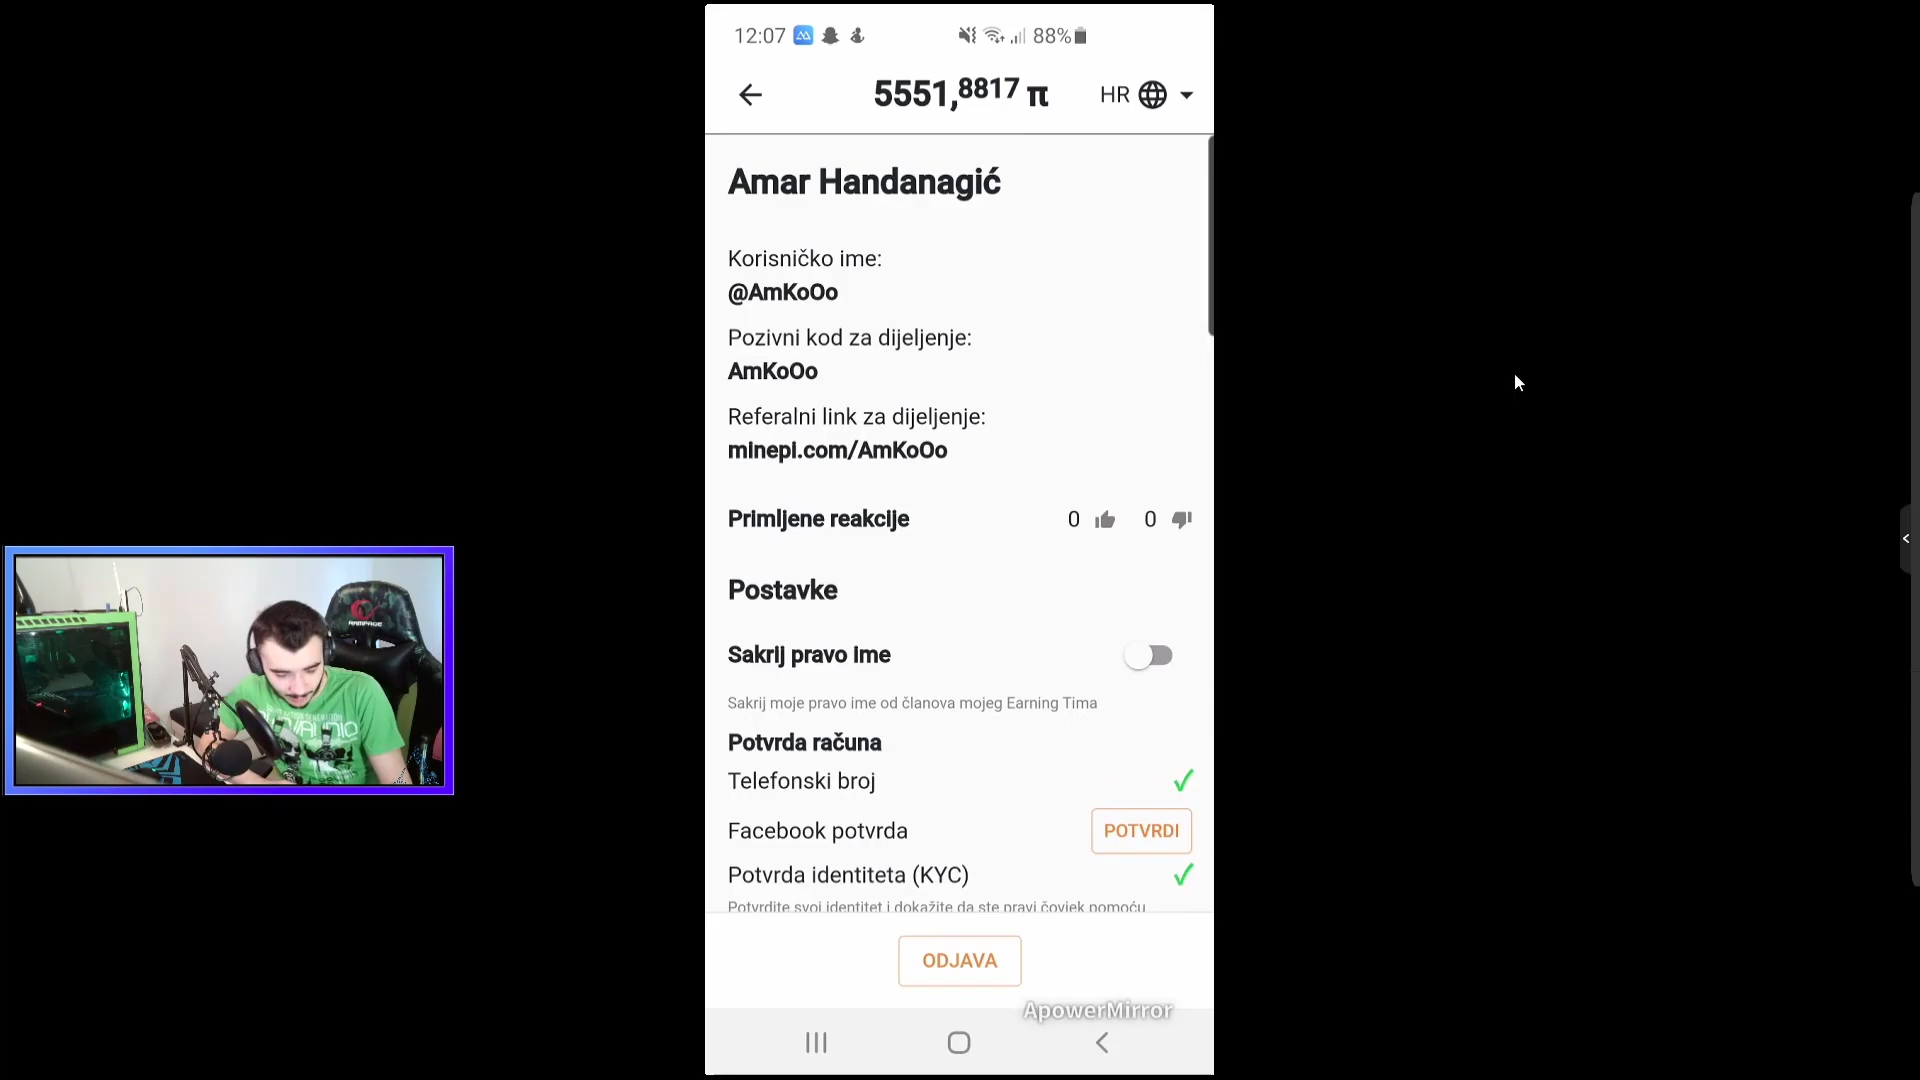 12:07 88%
5551,8817 π HR
Amar Handanagić
Korisničko ime:
@AmKoOo
Pozivni kod za dijeljenje:
AmKoOo
Referalni link za dijeljenje:
minepi.com/AmKoOo
Primljene reakcije 0 0
Postavke
Sakrij pravo ime
Sakrij moje pravo ime od članova mojeg Earning Tima
Potvrda računa
Telefonski broj
Facebook potvrda POTVRDI
Potvrda identiteta (KYC)
Potvrdite svoj identitet i dokažite da ste pravi čovjek pomoću
ODJAVA
ApowerMirror
RAMPAGE